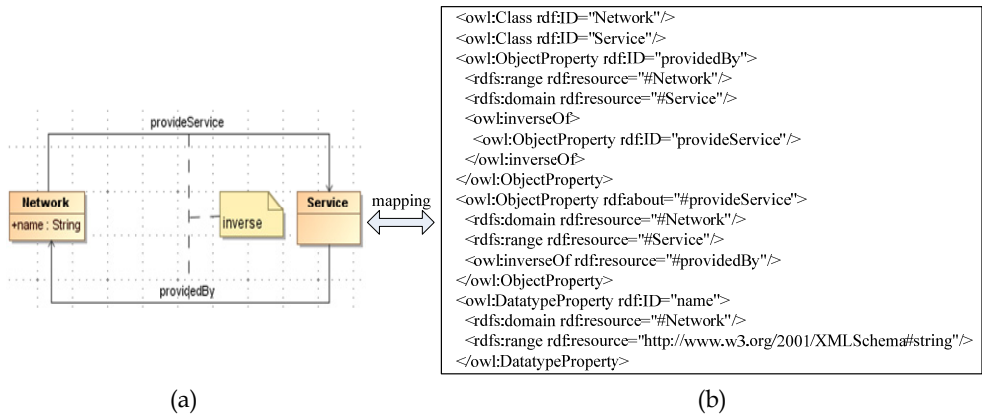 provideService
Network
+name : String
inverse
Service
providedBy
mapping
<owl:Class rdf:ID="Network"/>
<owl:Class rdf:ID="Service"/>
<owl:ObjectProperty rdf:ID="providedBy">
<rdfs:range rdf:resource="#Network"/>
<rdfs:domain rdf:resource="#Service"/>
<owl:inverseOf>
<owl:ObjectProperty rdf:ID="provideService"/>
</owl:inverseOf>
</owl:ObjectProperty>
<owl:ObjectProperty rdf:about="#provideService">
<rdfs:domain rdf:resource="#Network"/>
<rdfs:range rdf:resource="#Service"/>
<owl:inverseOf rdf:resource="#providedBy"/>
</owl:ObjectProperty>
<owl:DatatypeProperty rdf:ID="name">
<rdfs:domain rdf:resource="#Network"/>
<rdfs:range rdf:resource="http://www.w3.org/2001/XMLSchema#string"/>
</owl:DatatypeProperty>
(a)
(b)